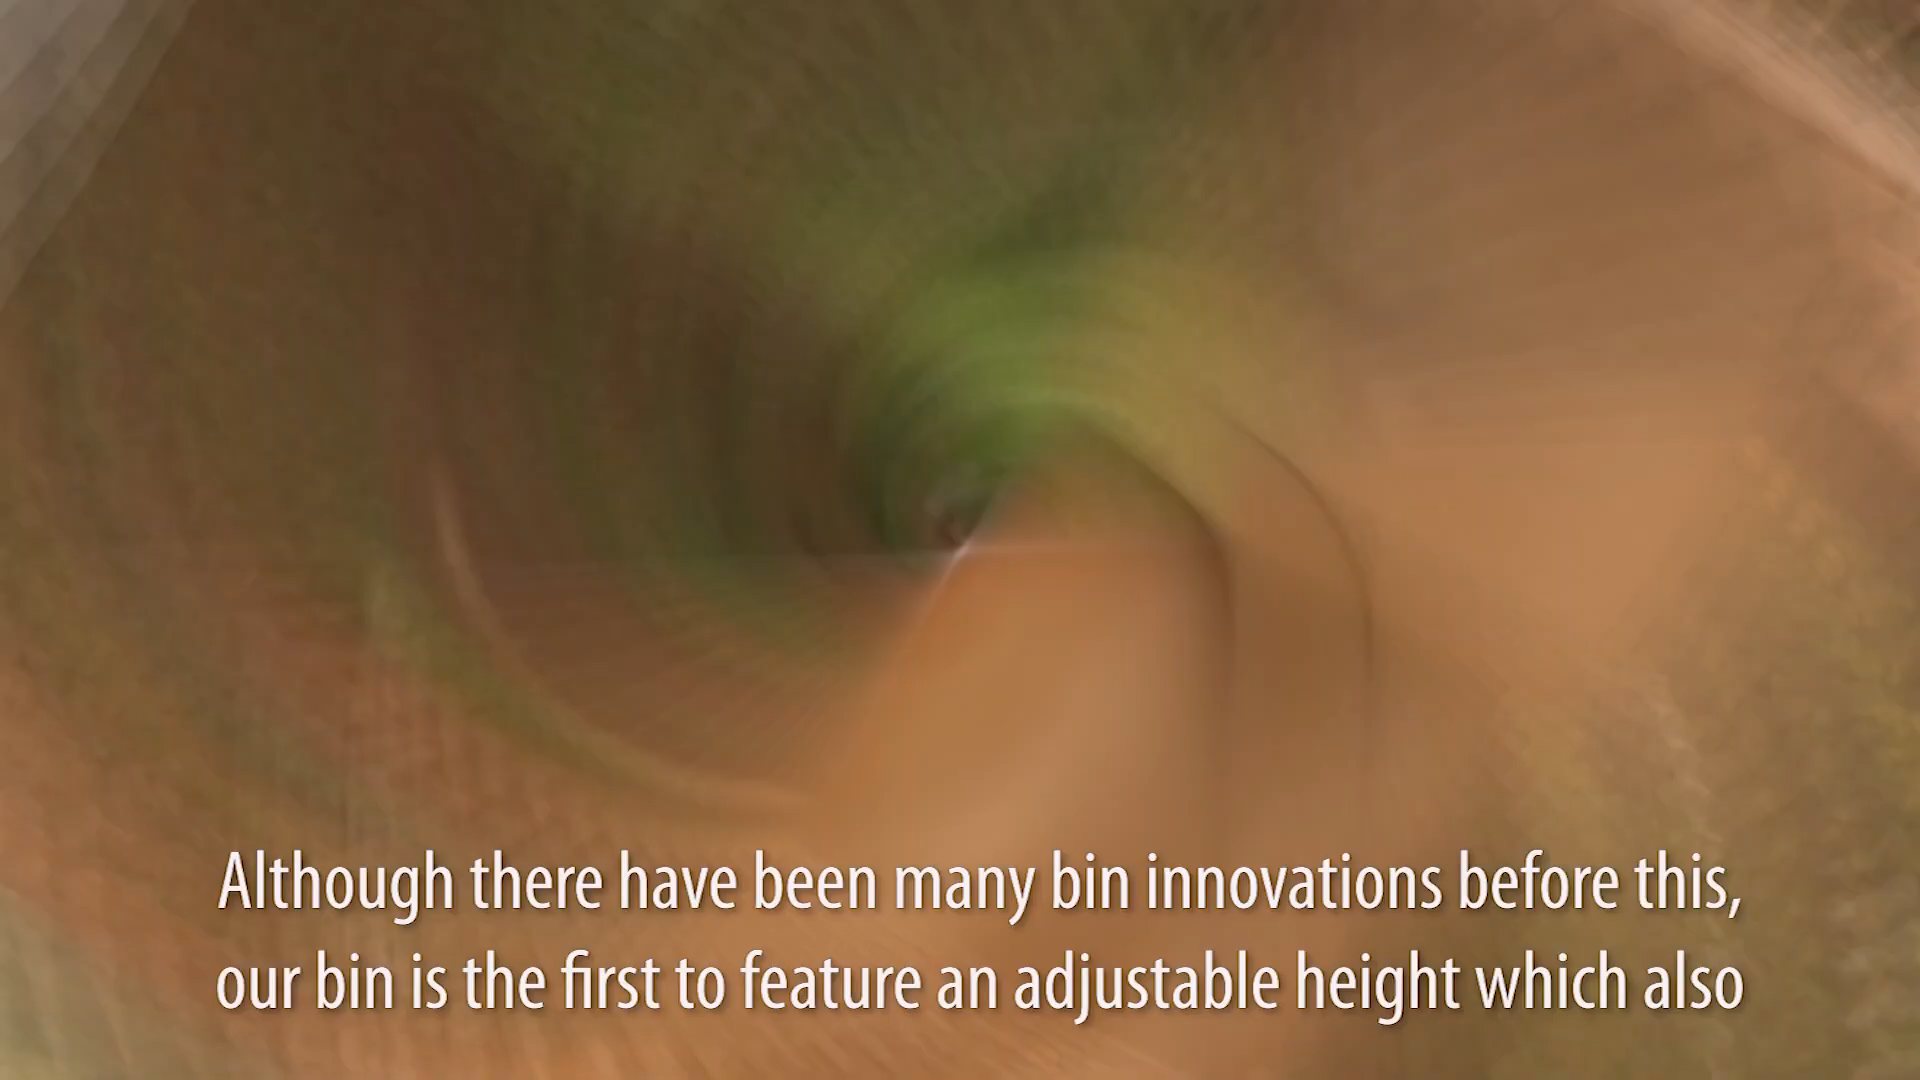 Although there have been many bin innovations before this,
our bin is the first to feature an adjustable height which also